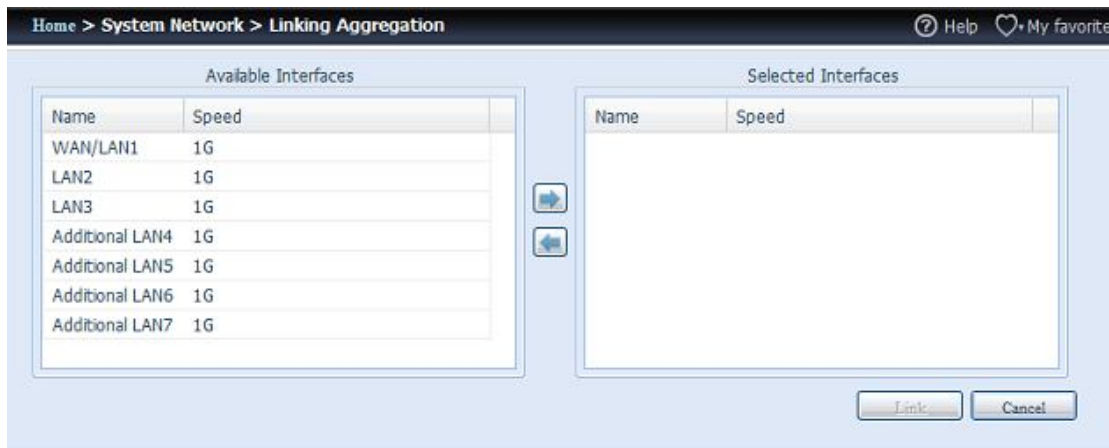 Home > System Network > Linking Aggregation
Help My favorite
Available Interfaces
Name Speed
WAN/LAN1 1G
LAN2 1G
LAN3 1G
Additional LAN4 1G
Additional LAN5 1G
Additional LAN6 1G
Additional LAN7 1G
Selected Interfaces
Name Speed
Link
Cancel